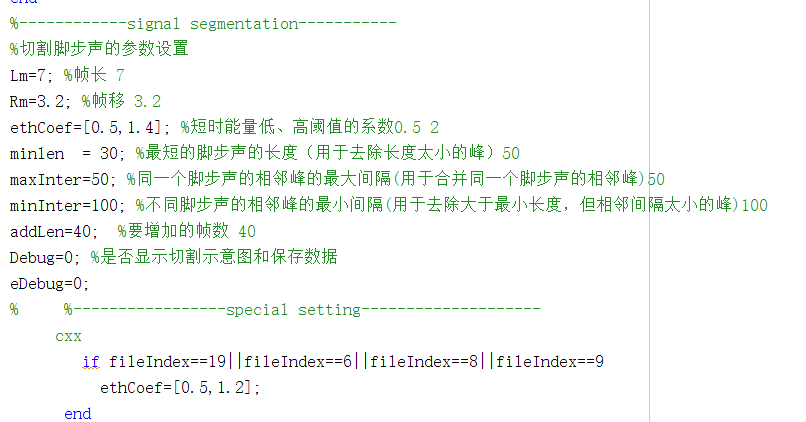 end
%------------signal segmentation-----------
%切割脚步声的参数设置
Lm=7; %帧长 7
Rm=3.2; %帧移 3.2
ethCoef=[0.5,1.4]; %短时能量低、高阈值的系数0.5 2
minlen  = 30; %最短的脚步声的长度（用于去除长度太小的峰）50
maxInter=50; %同一个脚步声的相邻峰的最大间隔(用于合并同一个脚步声的相邻峰)50
minInter=100; %不同脚步声的相邻峰的最小间隔(用于去除大于最小长度，但相邻间隔太小的峰)100
addLen=40;  %要增加的帧数 40
Debug=0; %是否显示切割示意图和保存数据
eDebug=0;
%     %-----------------special setting--------------------
cxx
if fileIndex==19||fileIndex==6||fileIndex==8||fileIndex==9
ethCoef=[0.5,1.2];
end